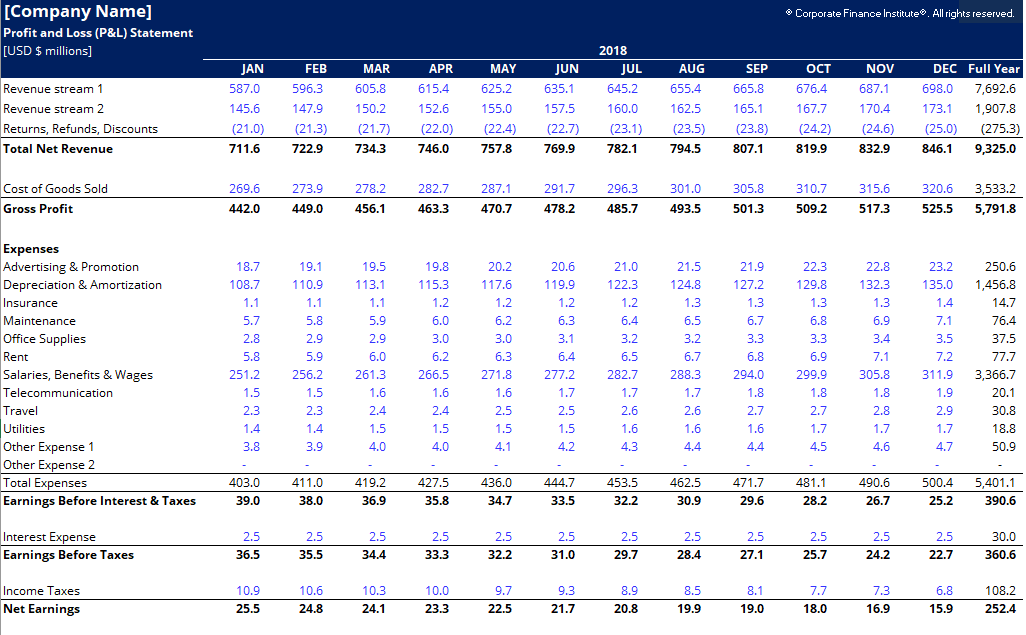 [Company Name] ® Corporate Finance Institute®. All rights reserved.
Profit and Loss (P&L) Statement
[USD $ millions] 2018
JAN FEB MAR APR MAY JUN JUL AUG SEP OCT NOV DEC Full Year
Revenue stream 1 587.0 596.3 605.8 615.4 625.2 635.1 645.2 655.4 665.8 676.4 687.1 698.0 7,692.6
Revenue stream 2 145.6 147.9 150.2 152.6 155.0 157.5 160.0 162.5 165.1 167.7 170.4 173.1 1,907.8
Returns, Refunds, Discounts (21.0) (21.3) (21.7) (22.0) (22.4) (22.7) (23.1) (23.5) (23.8) (24.2) (24.6) (25.0) (275.3)
Total Net Revenue 711.6 722.9 734.3 746.0 757.8 769.9 782.1 794.5 807.1 819.9 832.9 846.1 9,325.0
Cost of Goods Sold 269.6 273.9 278.2 282.7 287.1 291.7 296.3 301.0 305.8 310.7 315.6 320.6 3,533.2
Gross Profit 442.0 449.0 456.1 463.3 470.7 478.2 485.7 493.5 501.3 509.2 517.3 525.5 5,791.8
Expenses
Advertising & Promotion 18.7 19.1 19.5 19.8 20.2 20.6 21.0 21.5 21.9 22.3 22.8 23.2 250.6
Depreciation & Amortization 108.7 110.9 113.1 115.3 117.6 119.9 122.3 124.8 127.2 129.8 132.3 135.0 1,456.8
Insurance 1.1 1.1 1.1 1.2 1.2 1.2 1.2 1.3 1.3 1.3 1.3 1.4 14.7
Maintenance 5.7 5.8 5.9 6.0 6.2 6.3 6.4 6.5 6.7 6.8 6.9 7.1 76.4
Office Supplies 2.8 2.9 2.9 3.0 3.0 3.1 3.2 3.2 3.3 3.3 3.4 3.5 37.5
Rent 5.8 5.9 6.0 6.2 6.3 6.4 6.5 6.7 6.8 6.9 7.1 7.2 77.7
Salaries, Benefits & Wages 251.2 256.2 261.3 266.5 271.8 277.2 282.7 288.3 294.0 299.9 305.8 311.9 3,366.7
Telecommunication 1.5 1.5 1.6 1.6 1.6 1.7 1.7 1.7 1.8 1.8 1.8 1.9 20.1
Travel 2.3 2.3 2.4 2.4 2.5 2.5 2.6 2.6 2.7 2.7 2.8 2.9 30.8
Utilities 1.4 1.4 1.5 1.5 1.5 1.5 1.6 1.6 1.6 1.7 1.7 1.7 18.8
Other Expense 1 3.8 3.9 4.0 4.0 4.1 4.2 4.3 4.4 4.4 4.5 4.6 4.7 50.9
Other Expense 2 - - - - - - - - - - - - -
Total Expenses 403.0 411.0 419.2 427.5 436.0 444.7 453.5 462.5 471.7 481.1 490.6 500.4 5,401.1
Earnings Before Interest & Taxes 39.0 38.0 36.9 35.8 34.7 33.5 32.2 30.9 29.6 28.2 26.7 25.2 390.6
Interest Expense 2.5 2.5 2.5 2.5 2.5 2.5 2.5 2.5 2.5 2.5 2.5 2.5 30.0
Earnings Before Taxes 36.5 35.5 34.4 33.3 32.2 31.0 29.7 28.4 27.1 25.7 24.2 22.7 360.6
Income Taxes 10.9 10.6 10.3 10.0 9.7 9.3 8.9 8.5 8.1 7.7 7.3 6.8 108.2
Net Earnings 25.5 24.8 24.1 23.3 22.5 21.7 20.8 19.9 19.0 18.0 16.9 15.9 252.4